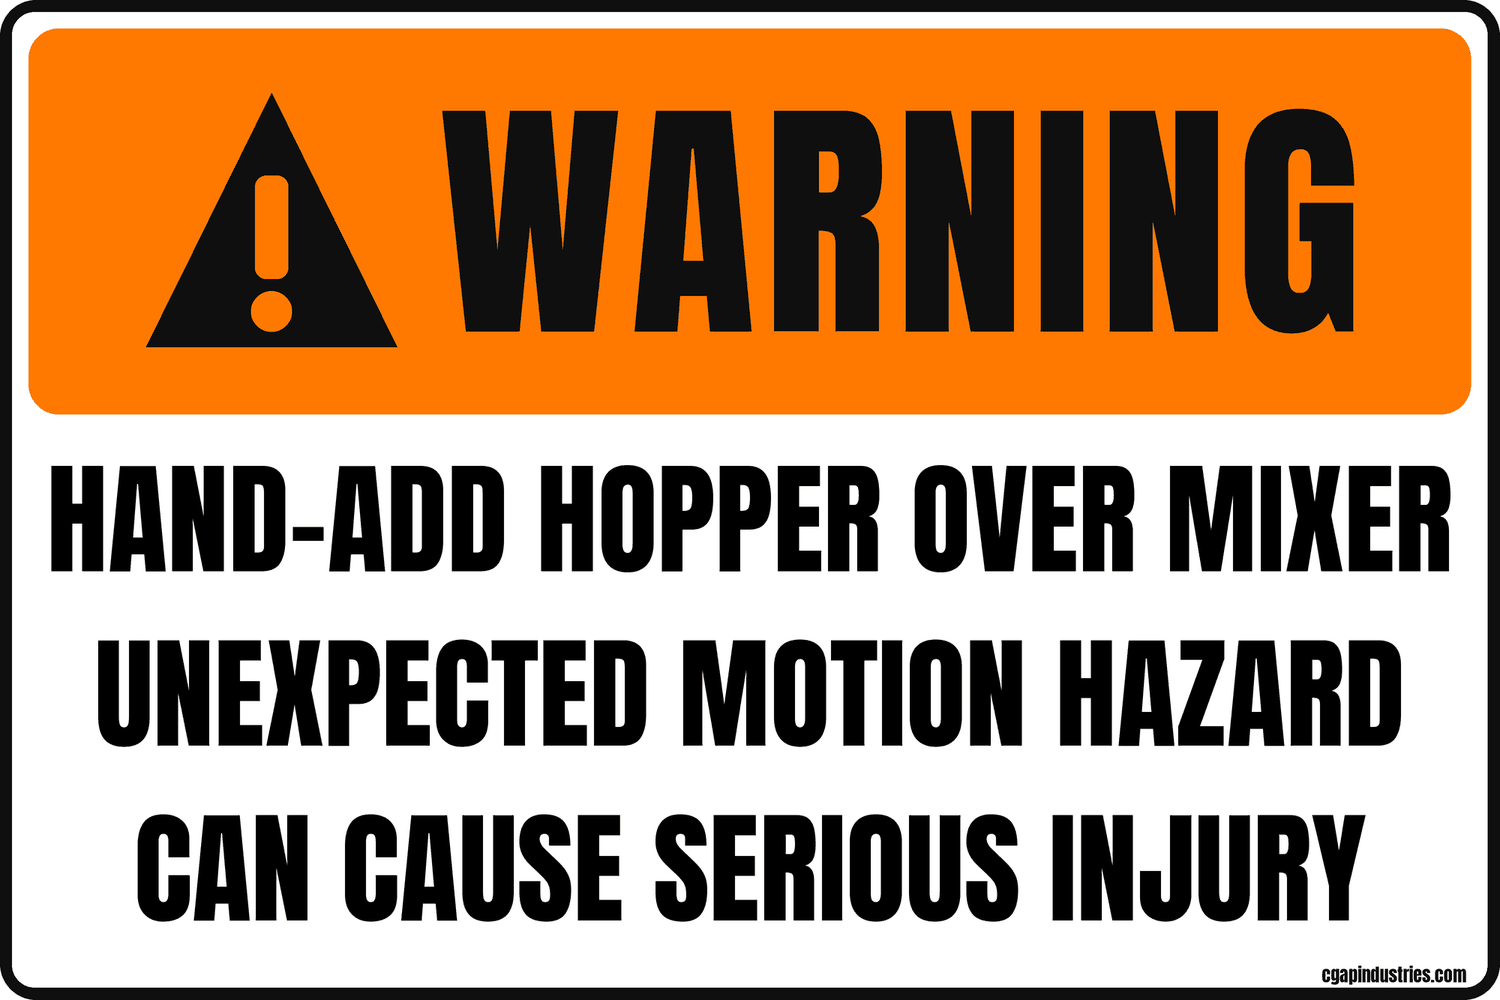 WARNING
HAND-ADD HOPPER OVER MIXER
UNEXPECTED MOTION HAZARD
CAN CAUSE SERIOUS INJURY
cgapindustries.com